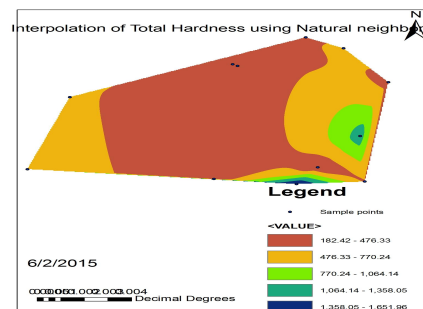 Interpolation of Total Hardness using Natural neighbor
N
Legend
Sample points
<VALUE>
182.42 - 476.33
476.33 - 770.24
770.24 - 1,064.14
1,064.14 - 1,358.05
1,358.05 - 1,651.96
6/2/2015
Decimal Degrees